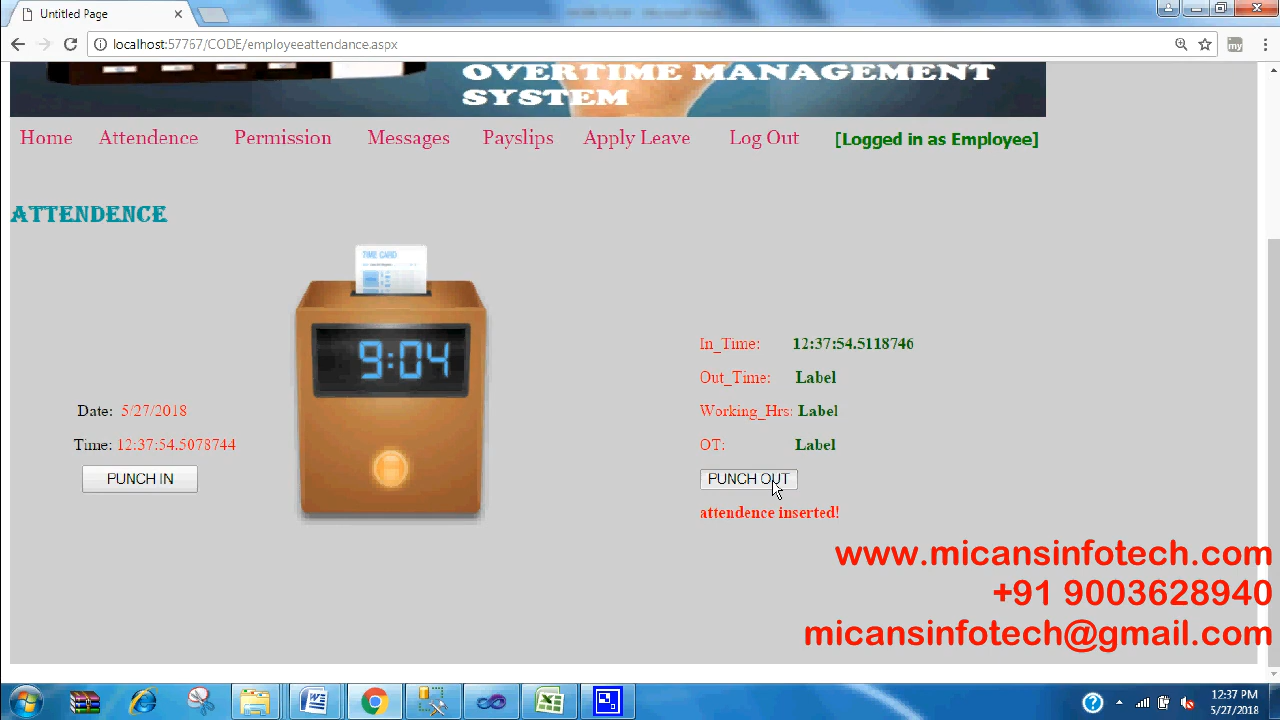 Untitled Page
localhost:57767/CODE/employeeattendance.aspx
my
OVERTIME MANAGEMENT
SYSTEM
Home Attendence Permission Messages Payslips Apply Leave Log Out [Logged in as Employee]
ATTENDENCE
TIME CARD
9:04
In_Time: 12:37:54.5118746
Out_Time: Label
Date: 5/27/2018
Working_Hrs: Label
Time: 12:37:54.5078744
OT: Label
PUNCH IN
PUNCH OUT
attendence inserted!
www.micansinfotech.com
+91 9003628940
micansinfotech@gmail.com
12:37 PM
5/27/2018